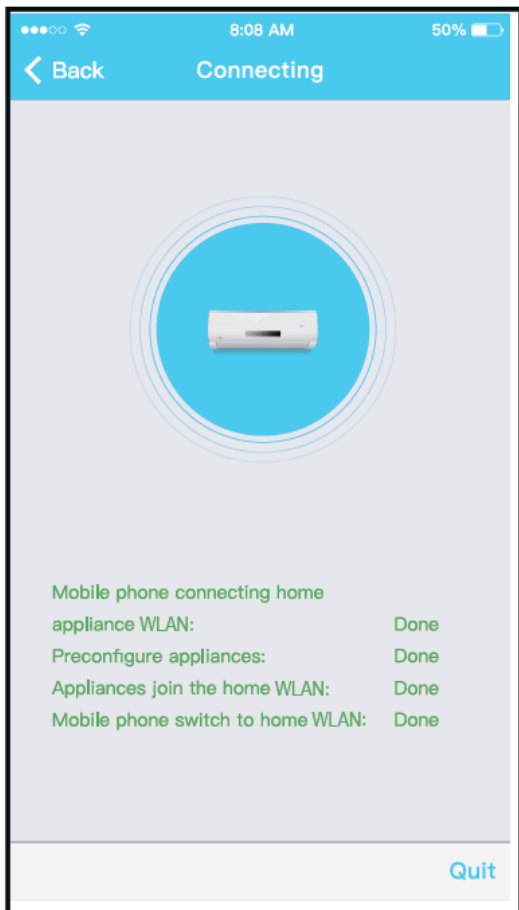 8:08 AM 50%
Back Connecting
Mobile phone connecting home
appliance WLAN: Done
Preconfigure appliances: Done
Appliances join the home WLAN: Done
Mobile phone switch to home WLAN: Done
Quit